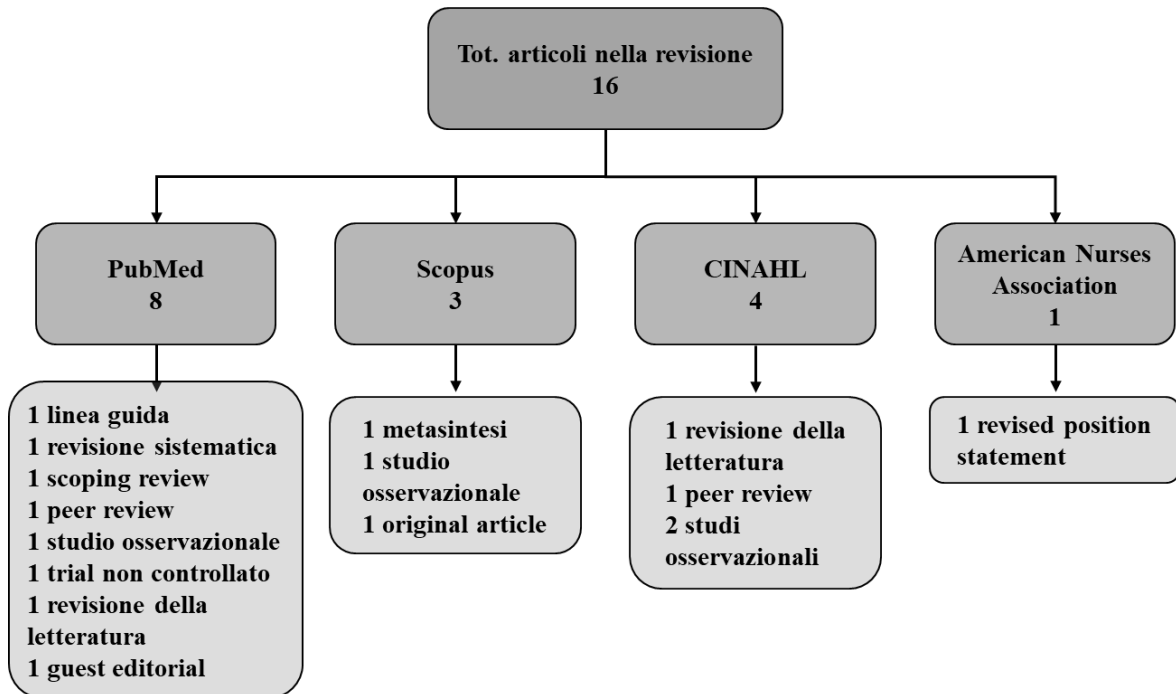 Tot. articoli nella revisione
16
PubMed
8
Scopus
3
CINAHL
4
American Nurses
Association
1
1 linea guida
1 revisione sistematica
1 scoping review
1 peer review
1 studio osservazionale
1 trial non controllato
1 revisione della
letteratura
1 guest editorial
1 metasintesi
1 studio
osservazionale
1 original article
1 revisione della
letteratura
1 peer review
2 studi
osservazionali
1 revised position
statement